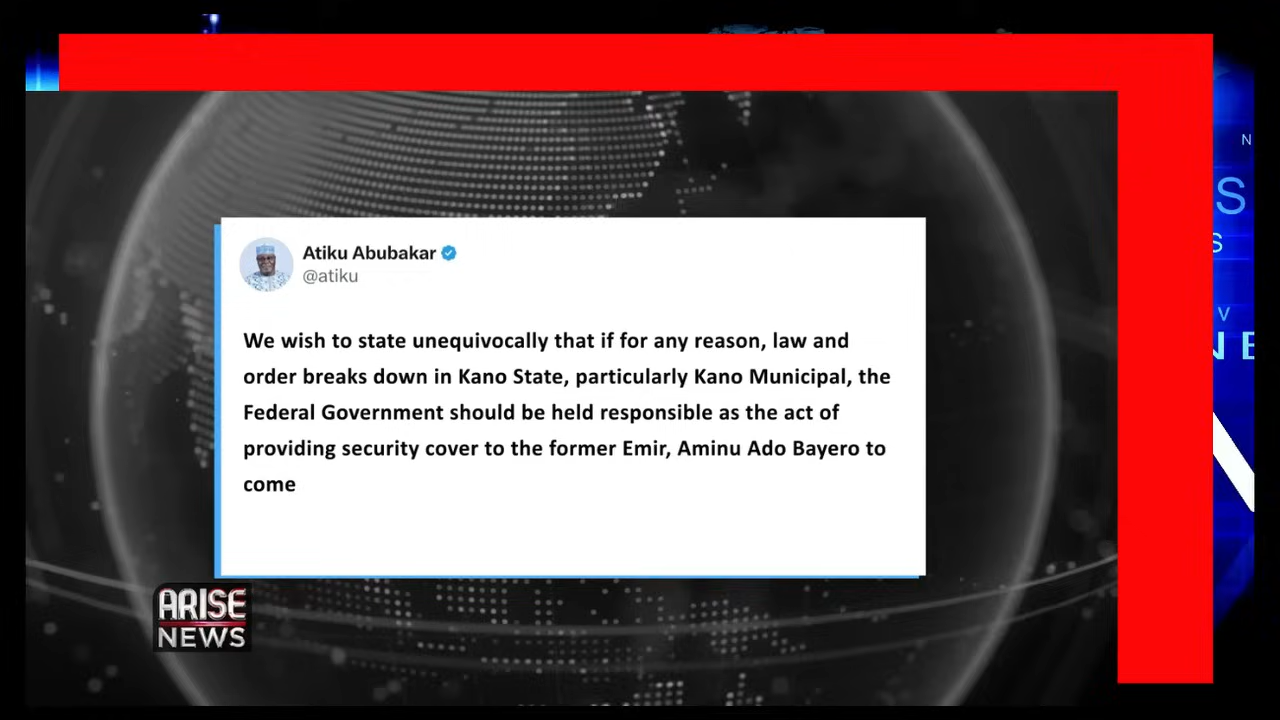 Atiku Abubakar
@atiku
We wish to state unequivocally that if for any reason, law and
order breaks down in Kano State, particularly Kano Municipal, the
Federal Government should be held responsible as the act of
providing security cover to the former Emir, Aminu Ado Bayero to
come
ARISE
NEWS
N
S
S
V
NE